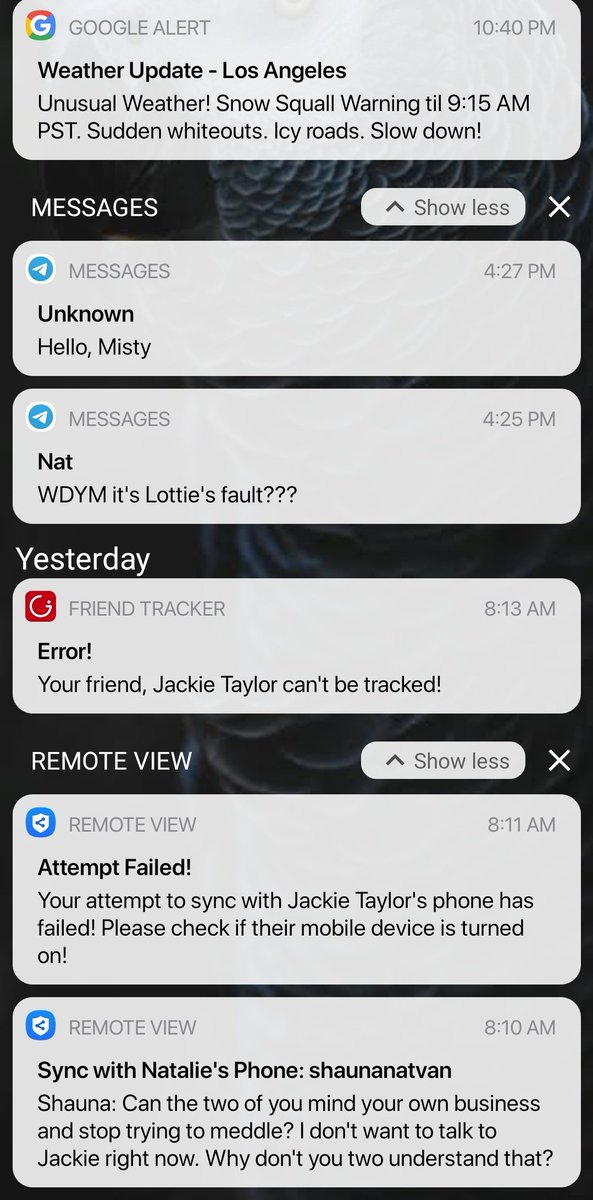 GOOGLE ALERT 10:40 PM
Weather Update - Los Angeles
Unusual Weather! Snow Squall Warning til 9:15 AM
PST. Sudden whiteouts. Icy roads. Slow down!
MESSAGES Show less
MESSAGES 4:27 PM
Unknown
Hello, Misty
MESSAGES 4:25 PM
Nat
WDYM it's Lottie's fault???
Yesterday
FRIEND TRACKER 8:13 AM
Error!
Your friend, Jackie Taylor can't be tracked!
REMOTE VIEW Show less
REMOTE VIEW 8:11 AM
Attempt Failed!
Your attempt to sync with Jackie Taylor's phone has
failed! Please check if their mobile device is turned
on!
REMOTE VIEW 8:10 AM
Sync with Natalie's Phone: shaunanatvan
Shauna: Can the two of you mind your own business
and stop trying to meddle? I don't want to talk to
Jackie right now. Why don't you two understand that?